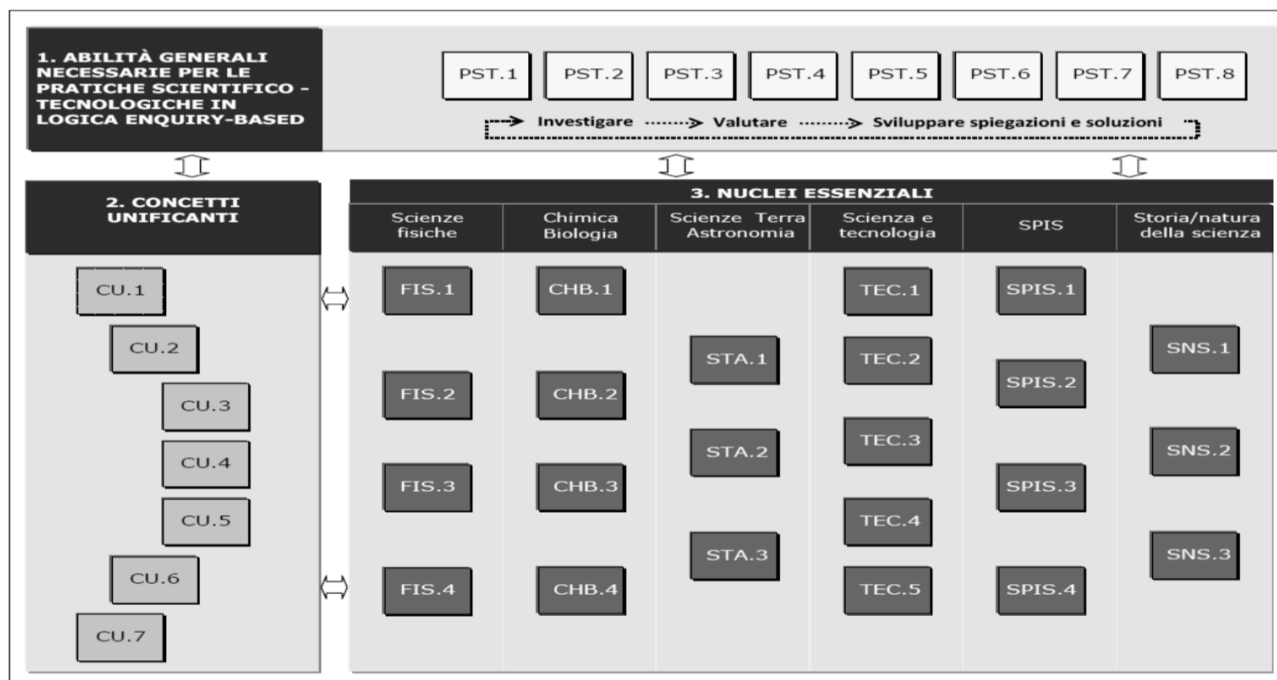 1. ABILITÀ GENERALI
NECESSARIE PER LE
PRATICHE SCIENTIFICO -
TECNOLOGICHE IN
LOGICA ENQUIRY-BASED
PST.1 PST.2 PST.3 PST.4 PST.5 PST.6 PST.7 PST.8
Investigare Valutare Sviluppare spiegazioni e soluzioni
2. CONCETTI
UNIFICANTI
CU.1
CU.2
CU.3
CU.4
CU.5
CU.6
CU.7
3. NUCLEI ESSENZIALI
Scienze
fisiche
FIS.1
FIS.2
FIS.3
FIS.4
Chimica
Biologia
CHB.1
CHB.2
CHB.3
CHB.4
Scienze Terra
Astronomia
STA.1
STA.2
STA.3
Scienza e
tecnologia
TEC.1
TEC.2
TEC.3
TEC.4
TEC.5
SPIS
SPIS.1
SPIS.2
SPIS.3
SPIS.4
Storia/natura
della scienza
SNS.1
SNS.2
SNS.3